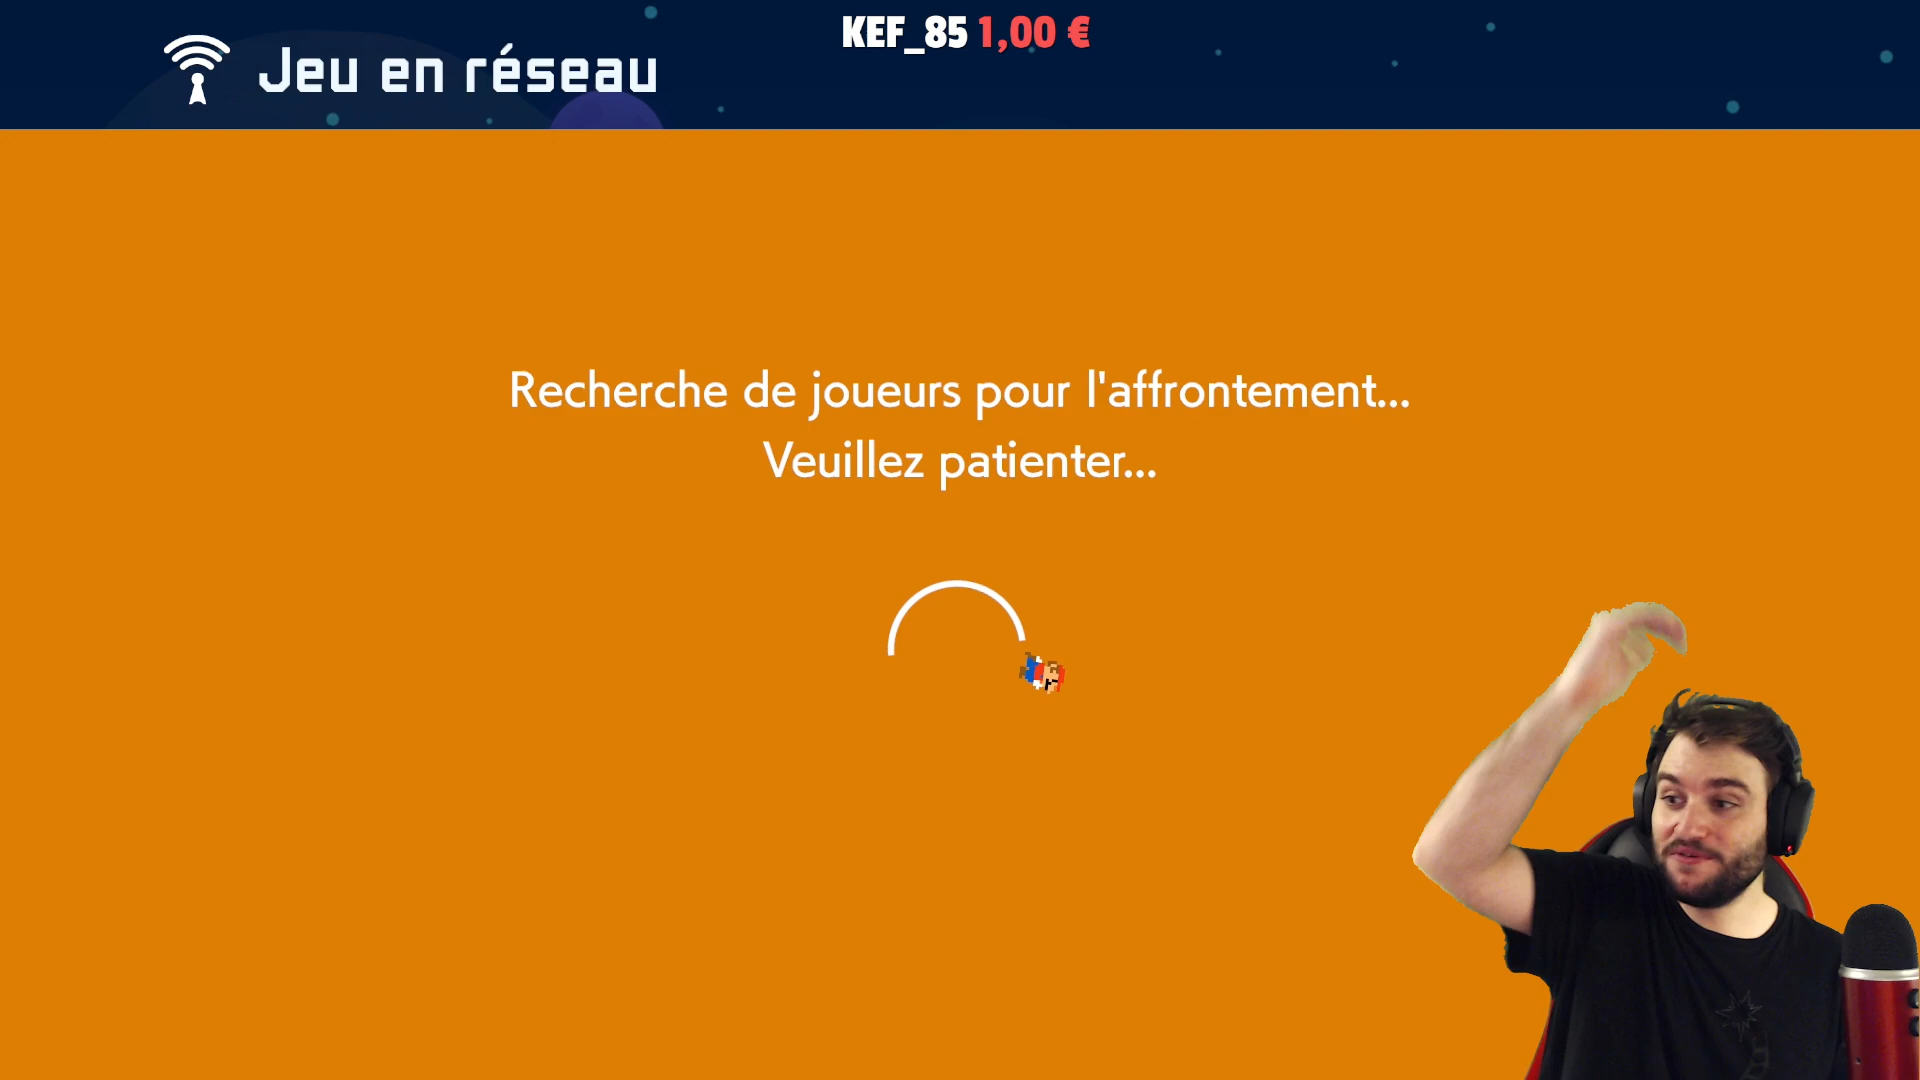 KEF_85 1,00 €
Jeu en réseau
Recherche de joueurs pour l'affrontement...
Veuillez patienter...